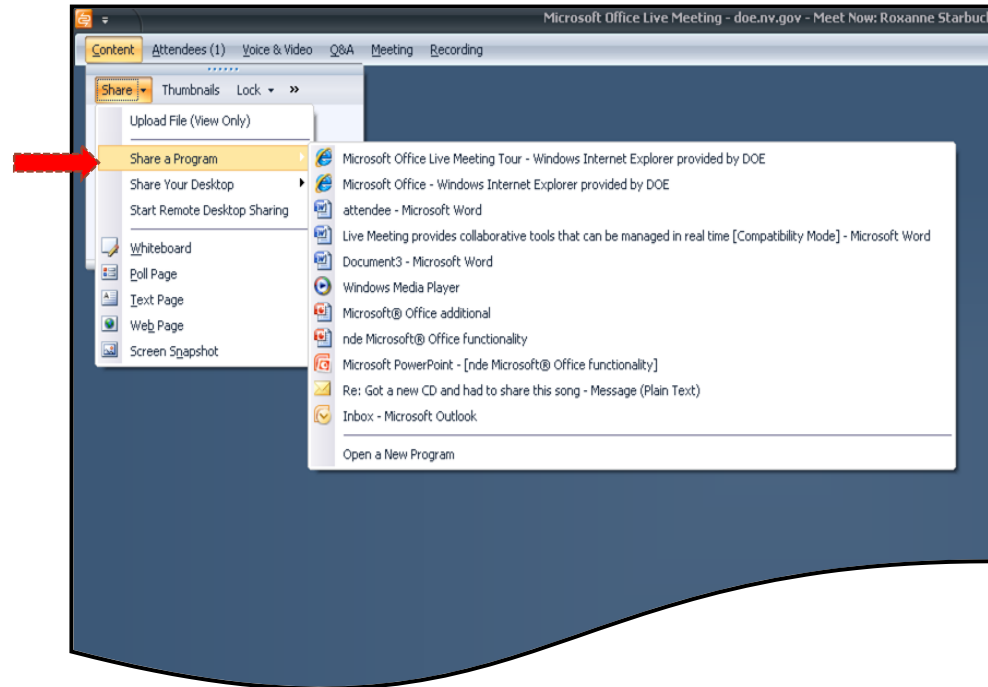 Microsoft Office Live Meeting - doe.nv.gov - Meet Now: Roxanne Starbuc
Content Attendees (1) Voice & Video Q&A Meeting Recording
Share Thumbnails Lock »
Upload File (View Only)
Share a Program
Share Your Desktop
Start Remote Desktop Sharing
Whiteboard
Poll Page
Text Page
Web Page
Screen Snapshot
Microsoft Office Live Meeting Tour - Windows Internet Explorer provided by DOE
Microsoft Office - Windows Internet Explorer provided by DOE
attendee - Microsoft Word
Live Meeting provides collaborative tools that can be managed in real time [Compatibility Mode] - Microsoft Word
Document3 - Microsoft Word
Windows Media Player
Microsoft® Office additional
nde Microsoft® Office functionality
Microsoft PowerPoint - [nde Microsoft® Office functionality]
Re: Got a new CD and had to share this song - Message (Plain Text)
Inbox - Microsoft Outlook
Open a New Program